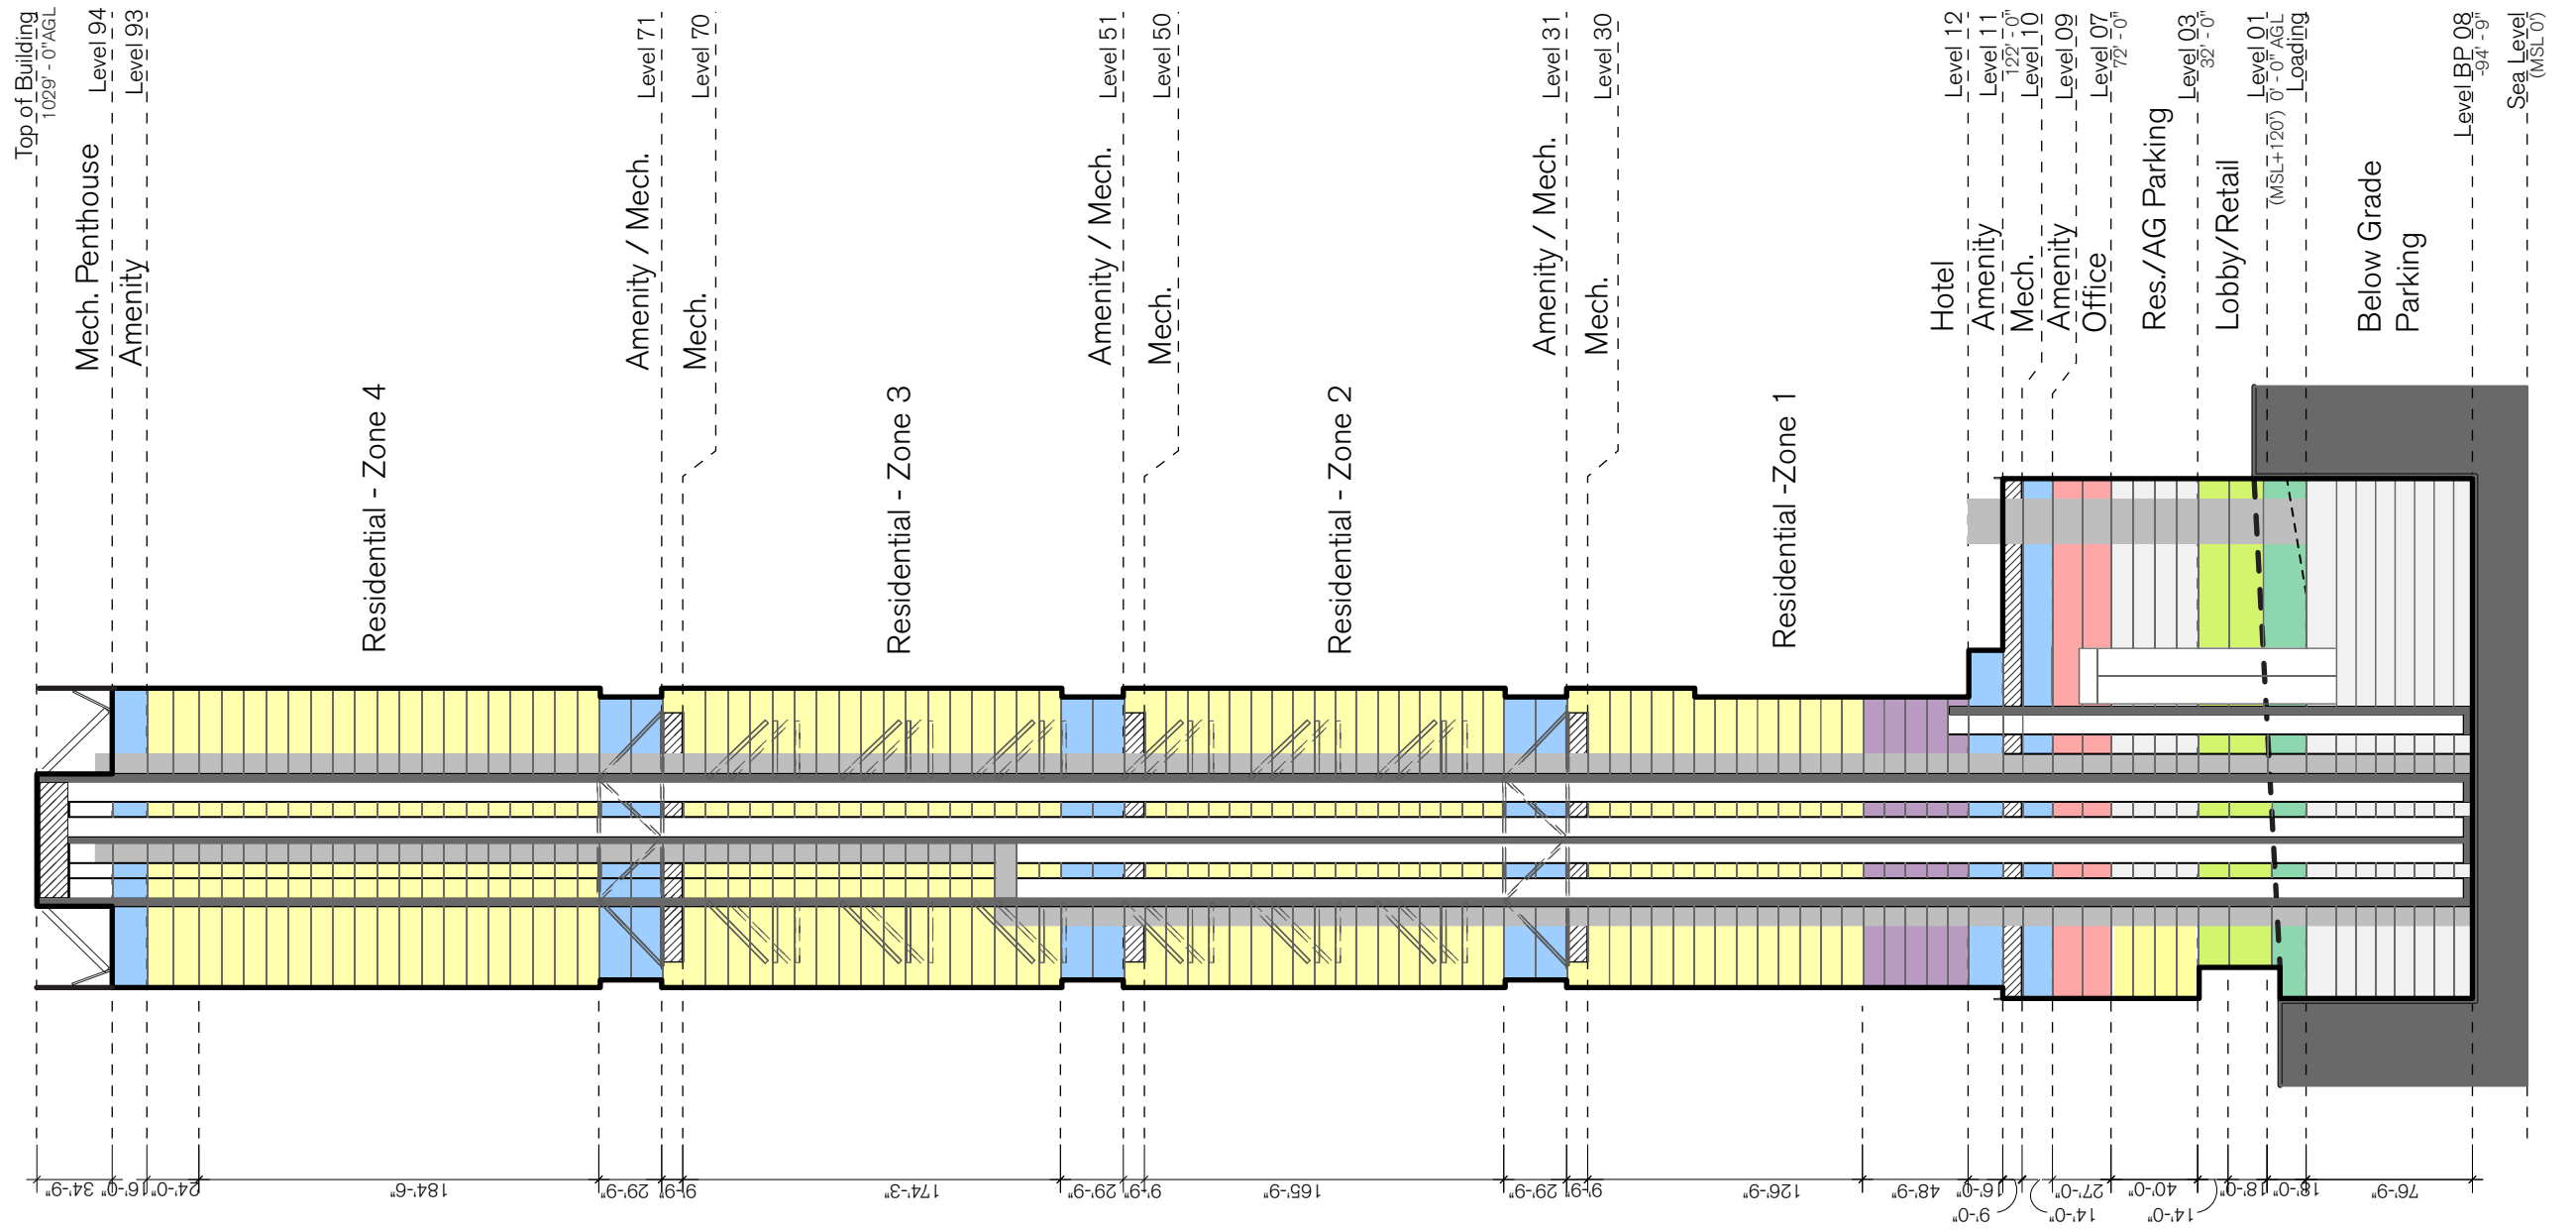 Top of Building
1029' - 0"AGL
Level 94
Level 93
Level 71
Level 70
Level 51
Level 50
Level 31
Level 30
Level 12
Level 11
122' - 0"
Level 10
Level 09
Level 07
72' - 0"
Level 03
32' - 0"
Level 01
(MSL+120') 0' - 0" AGL
Loading
Level BP 08
-94' - 9"
Sea Level
(MSL 0')
Mech. Penthouse
Amenity
Residential - Zone 4
Amenity / Mech.
Mech.
Residential - Zone 3
Amenity / Mech.
Mech.
Residential - Zone 2
Amenity / Mech.
Mech.
Residential -Zone 1
Hotel
Amenity
Mech.
Amenity
Office
Res./AG Parking
Lobby/Retail
Below Grade
Parking
34'-9"
16'-0"
24'-0"
184'-6"
29'-9"
9'-9"
174'-3"
29'-9"
9'-9"
166'-9"
29'-9"
9'-9"
126'-9"
48'-9"
16'-0"
9'-0"
14'-0"
27'-0"
40'-0"
14'-0"
18'-0"
18'-0"
76'-9"